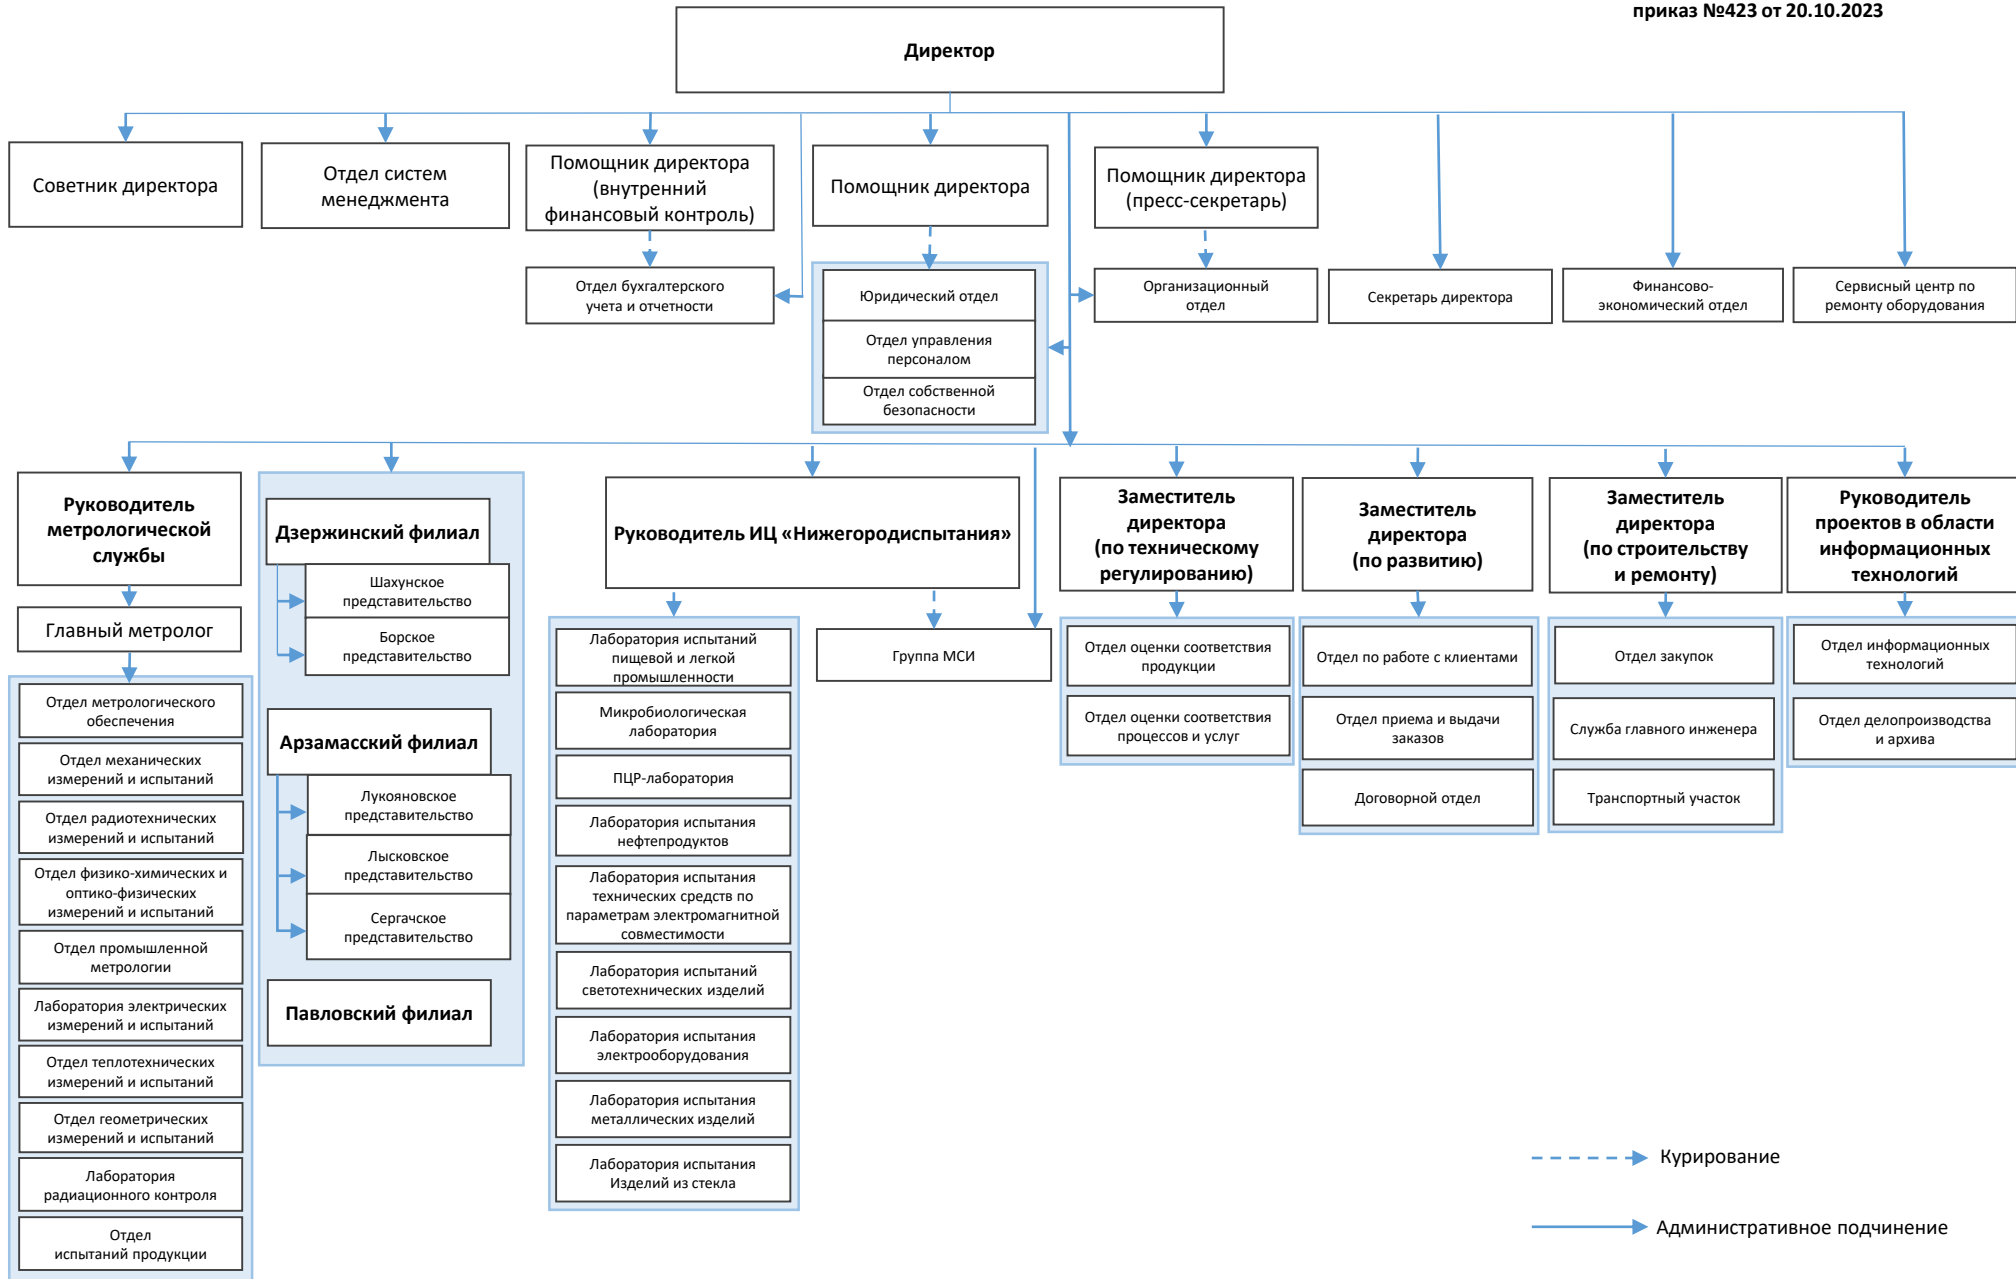 приказ №423 от 20.10.2023
Директор
Советник директора
Отдел систем
менеджмента
Помощник директора
(внутренний
финансовый контроль)
Помощник директора
Помощник директора
(пресс-секретарь)
Отдел бухгалтерского
учета и отчетности
Юридический отдел
Отдел управления
персоналом
Отдел собственной
безопасности
Организационный
отдел
Секретарь директора
Финансово-
экономический отдел
Сервисный центр по
ремонту оборудования
Руководитель
метрологической
службы
Главный метролог
Отдел метрологического
обеспечения
Отдел механических
измерений и испытаний
Отдел радиотехнических
измерений и испытаний
Отдел физико-химических и
оптико-физических
измерений и испытаний
Отдел промышленной
метрологии
Лаборатория электрических
измерений и испытаний
Отдел теплотехнических
измерений и испытаний
Отдел геометрических
измерений и испытаний
Лаборатория
радиационного контроля
Отдел
испытаний продукции
Дзержинский филиал
Шахунское
представительство
Борское
представительство
Арзамасский филиал
Лукояновское
представительство
Лысковское
представительство
Сергачское
представительство
Павловский филиал
Руководитель ИЦ «Нижегородиспытания»
Лаборатория испытаний
пищевой и легкой
промышленности
Микробиологическая
лаборатория
ПЦР-лаборатория
Лаборатория испытания
нефтепродуктов
Лаборатория испытания
технических средств по
параметрам электромагнитной
совместимости
Лаборатория испытаний
светотехнических изделий
Лаборатория испытания
электрооборудования
Лаборатория испытания
металлических изделий
Лаборатория испытания
Изделий из стекла
Группа МСИ
Заместитель
директора
(по техническому
регулированию)
Отдел оценки соответствия
продукции
Отдел оценки соответствия
процессов и услуг
Заместитель
директора
(по развитию)
Отдел по работе с клиентами
Отдел приема и выдачи
заказов
Договорной отдел
Заместитель
директора
(по строительству
и ремонту)
Отдел закупок
Служба главного инженера
Транспортный участок
Руководитель
проектов в области
информационных
технологий
Отдел информационных
технологий
Отдел делопроизводства
и архива
Курирование
Административное подчинение